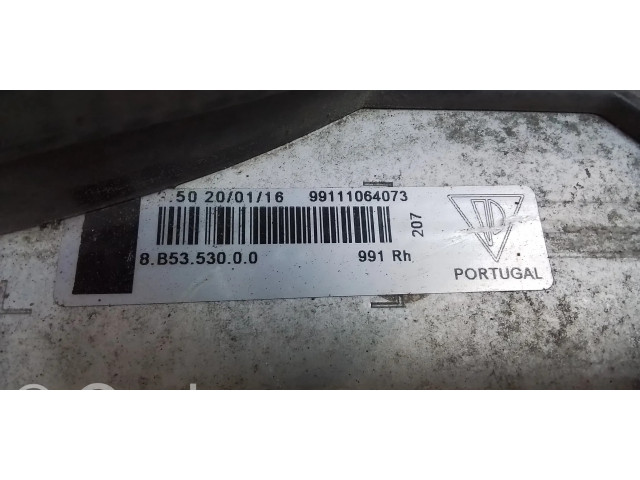 50 20/01/16 99111064073
207
8.B53.530.0.0 991 Rh
PORTUGAL